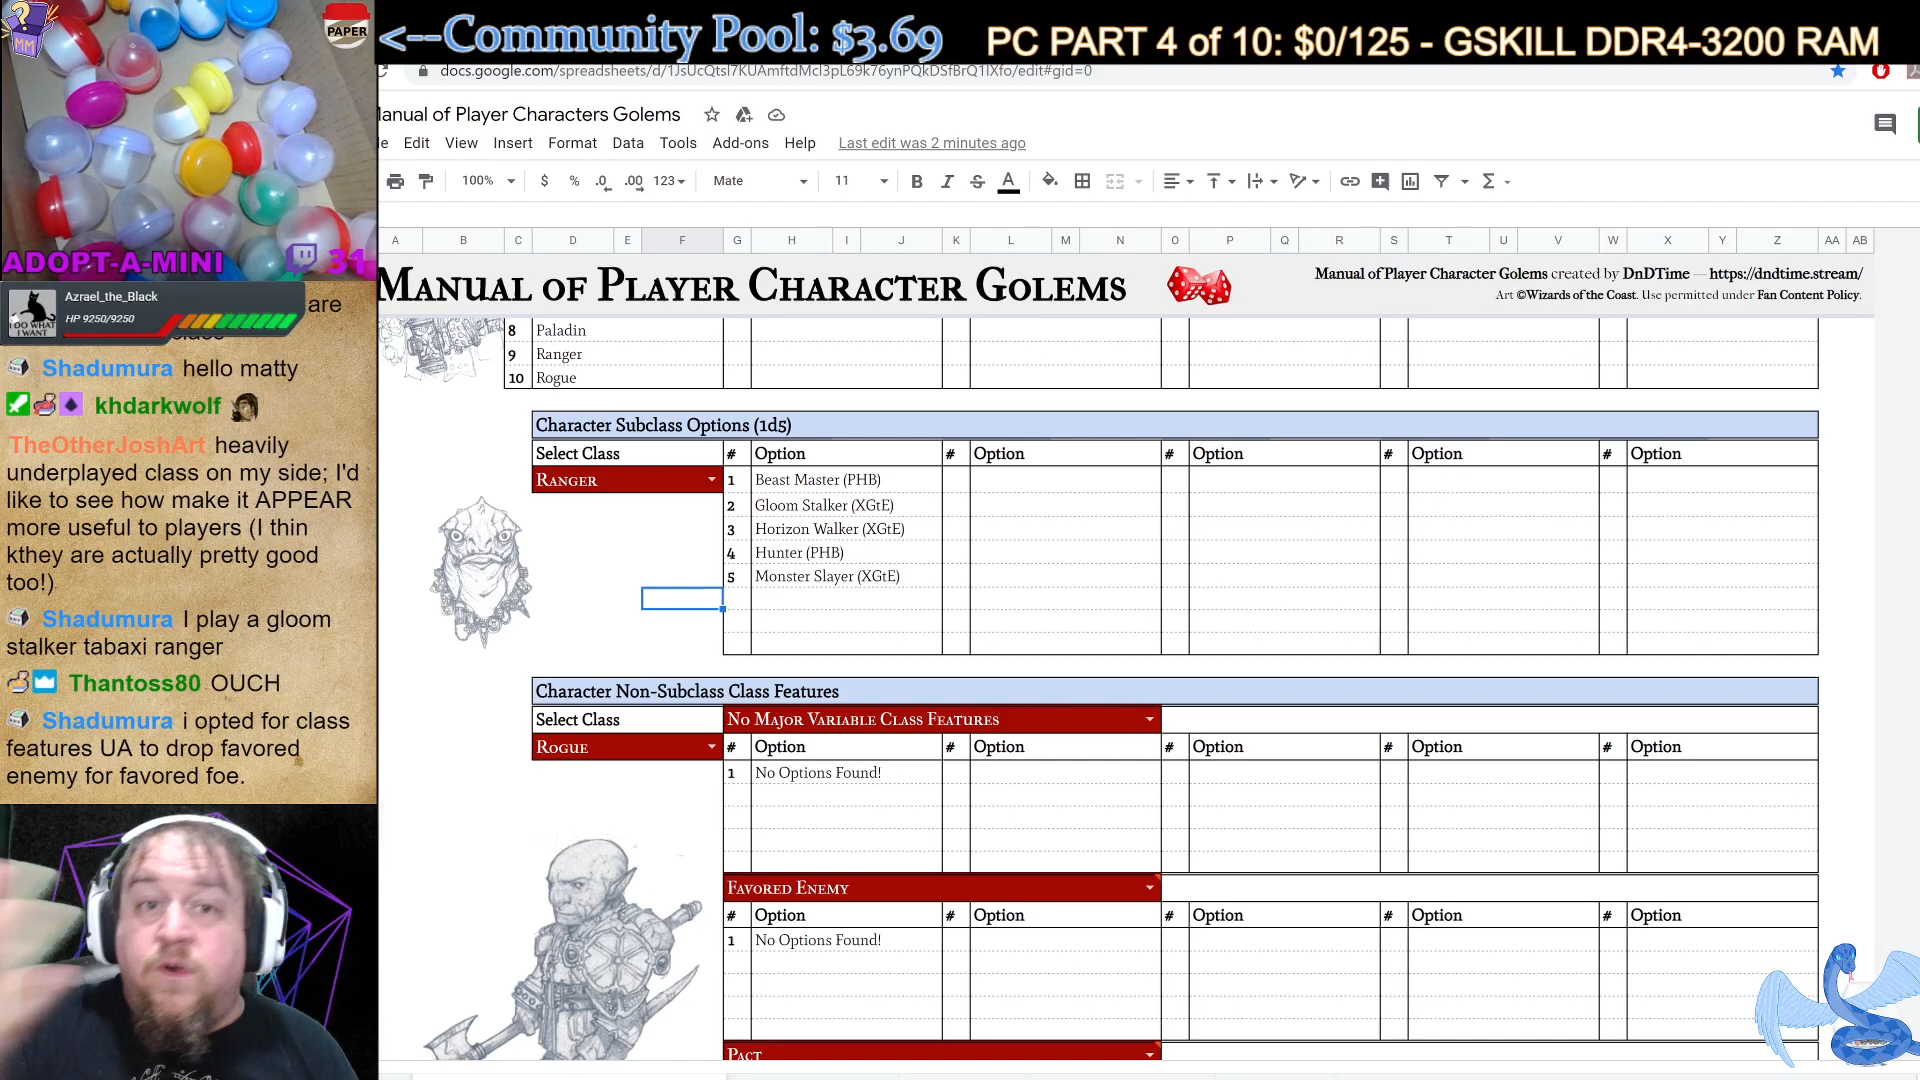 <--Community Pool: $3.69
PC PART 4 of 10: $0/125 - GSKILL DDR4-3200 RAM
?
MM
PAPER
docs.google.com/spreadsheets/d/1JsUcQtsl7KUAmftdMcl3pL69k76ynPQkDSfBrQ1lXfo/edit#gid=0
Manual of Player Characters Golems
Edit View Insert Format Data Tools Add-ons Help Last edit was 2 minutes ago
100% $ % .0 .00 123 Mate 11 B I S A
A B C D E F G H I J K L M N O P Q R S T U V W X Y Z AA AB
ADOPT-A-MINI 31
MANUAL OF PLAYER CHARACTER GOLEMS
Manual of Player Character Golems created by DnDTime — https://dndtime.stream/
Art ©Wizards of the Coast. Use permitted under Fan Content Policy.
I DO WHAT I WANT
Azrael_the_Black
HP 9250/9250
are
Shadumura hello matty
khdarkwolf
TheOtherJoshArt heavily
underplayed class on my side; I'd
like to see how make it APPEAR
more useful to players (I thin
kthey are actually pretty good
too!)
Shadumura I play a gloom
stalker tabaxi ranger
Thantoss80 OUCH
Shadumura i opted for class
features UA to drop favored
enemy for favored foe.
8 Paladin
9 Ranger
10 Rogue
Character Subclass Options (1d5)
Select Class # Option # Option # Option # Option # Option
RANGER 1 Beast Master (PHB)
2 Gloom Stalker (XGtE)
3 Horizon Walker (XGtE)
4 Hunter (PHB)
5 Monster Slayer (XGtE)
Character Non-Subclass Class Features
Select Class NO MAJOR VARIABLE CLASS FEATURES
ROGUE # Option # Option # Option # Option # Option
1 No Options Found!
FAVORED ENEMY
# Option # Option # Option # Option # Option
1 No Options Found!
PACT